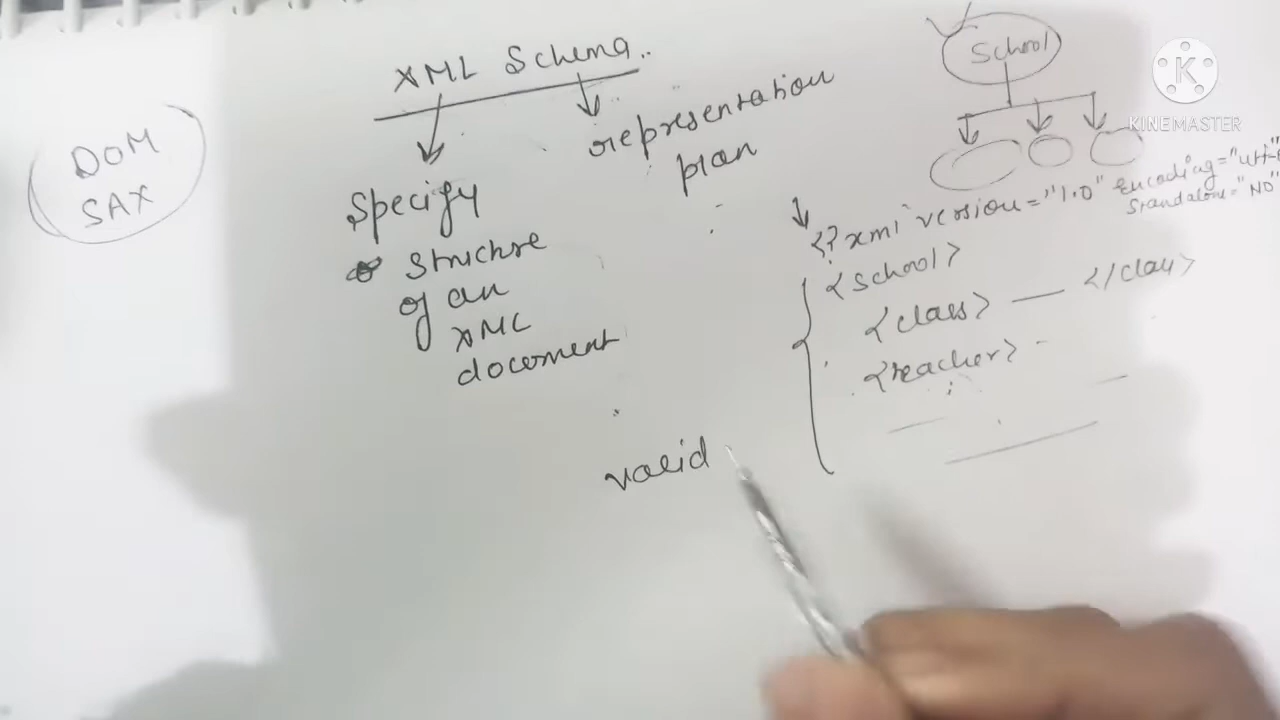 XML Schema..
DOM
SAX
Specify
structure
of an
XML
document
representation
plan
valid
School
K
KINEMASTER
<?xml version="1.0" Encoding="utf-
Standalone="NO"
<school>
<class> — </class>
<teacher>